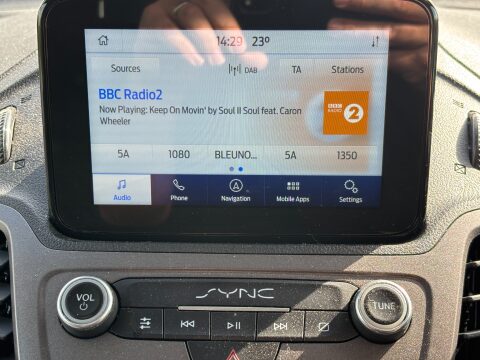 14:29 23°
Sources DAB TA Stations
BBC Radio2
Now Playing: Keep On Movin' by Soul II Soul feat. Caron
Wheeler
BBC
RADIO 2
5A 1080 BLEUNO... 5A 1350
Audio Phone Navigation Mobile Apps Settings
SYNC
VOL TUNE